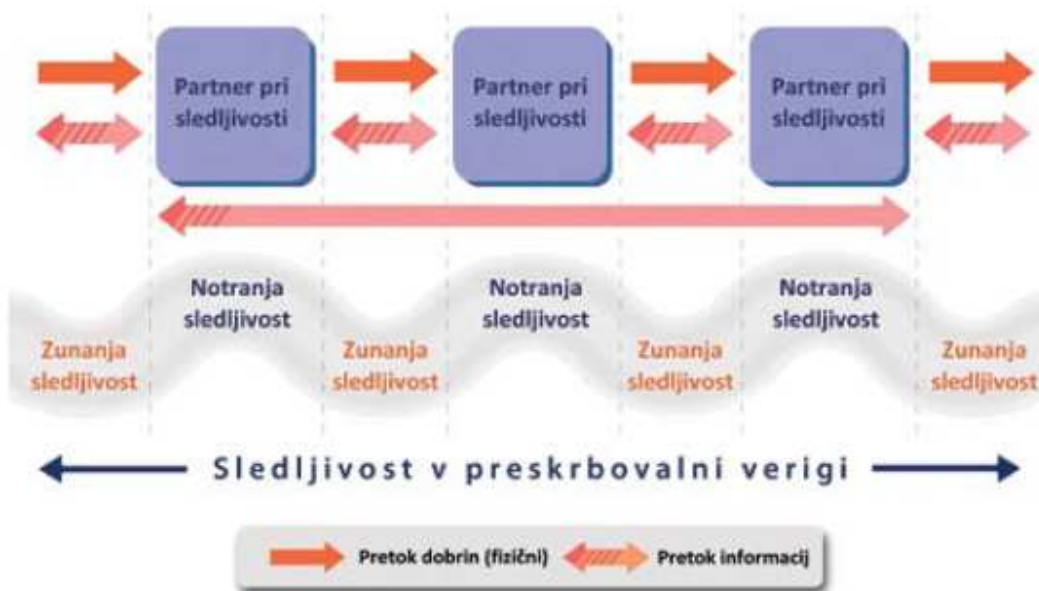 Partner pri
sledljivosti
Partner pri
sledljivosti
Partner pri
sledljivosti
Notranja
sledljivost
Notranja
sledljivost
Notranja
sledljivost
Zunanja
sledljivost
Zunanja
sledljivost
Zunanja
sledljivost
Zunanja
sledljivost
Sledljivost v preskrbovalni verigi
Pretok dobrin (fizični)
Pretok informacij